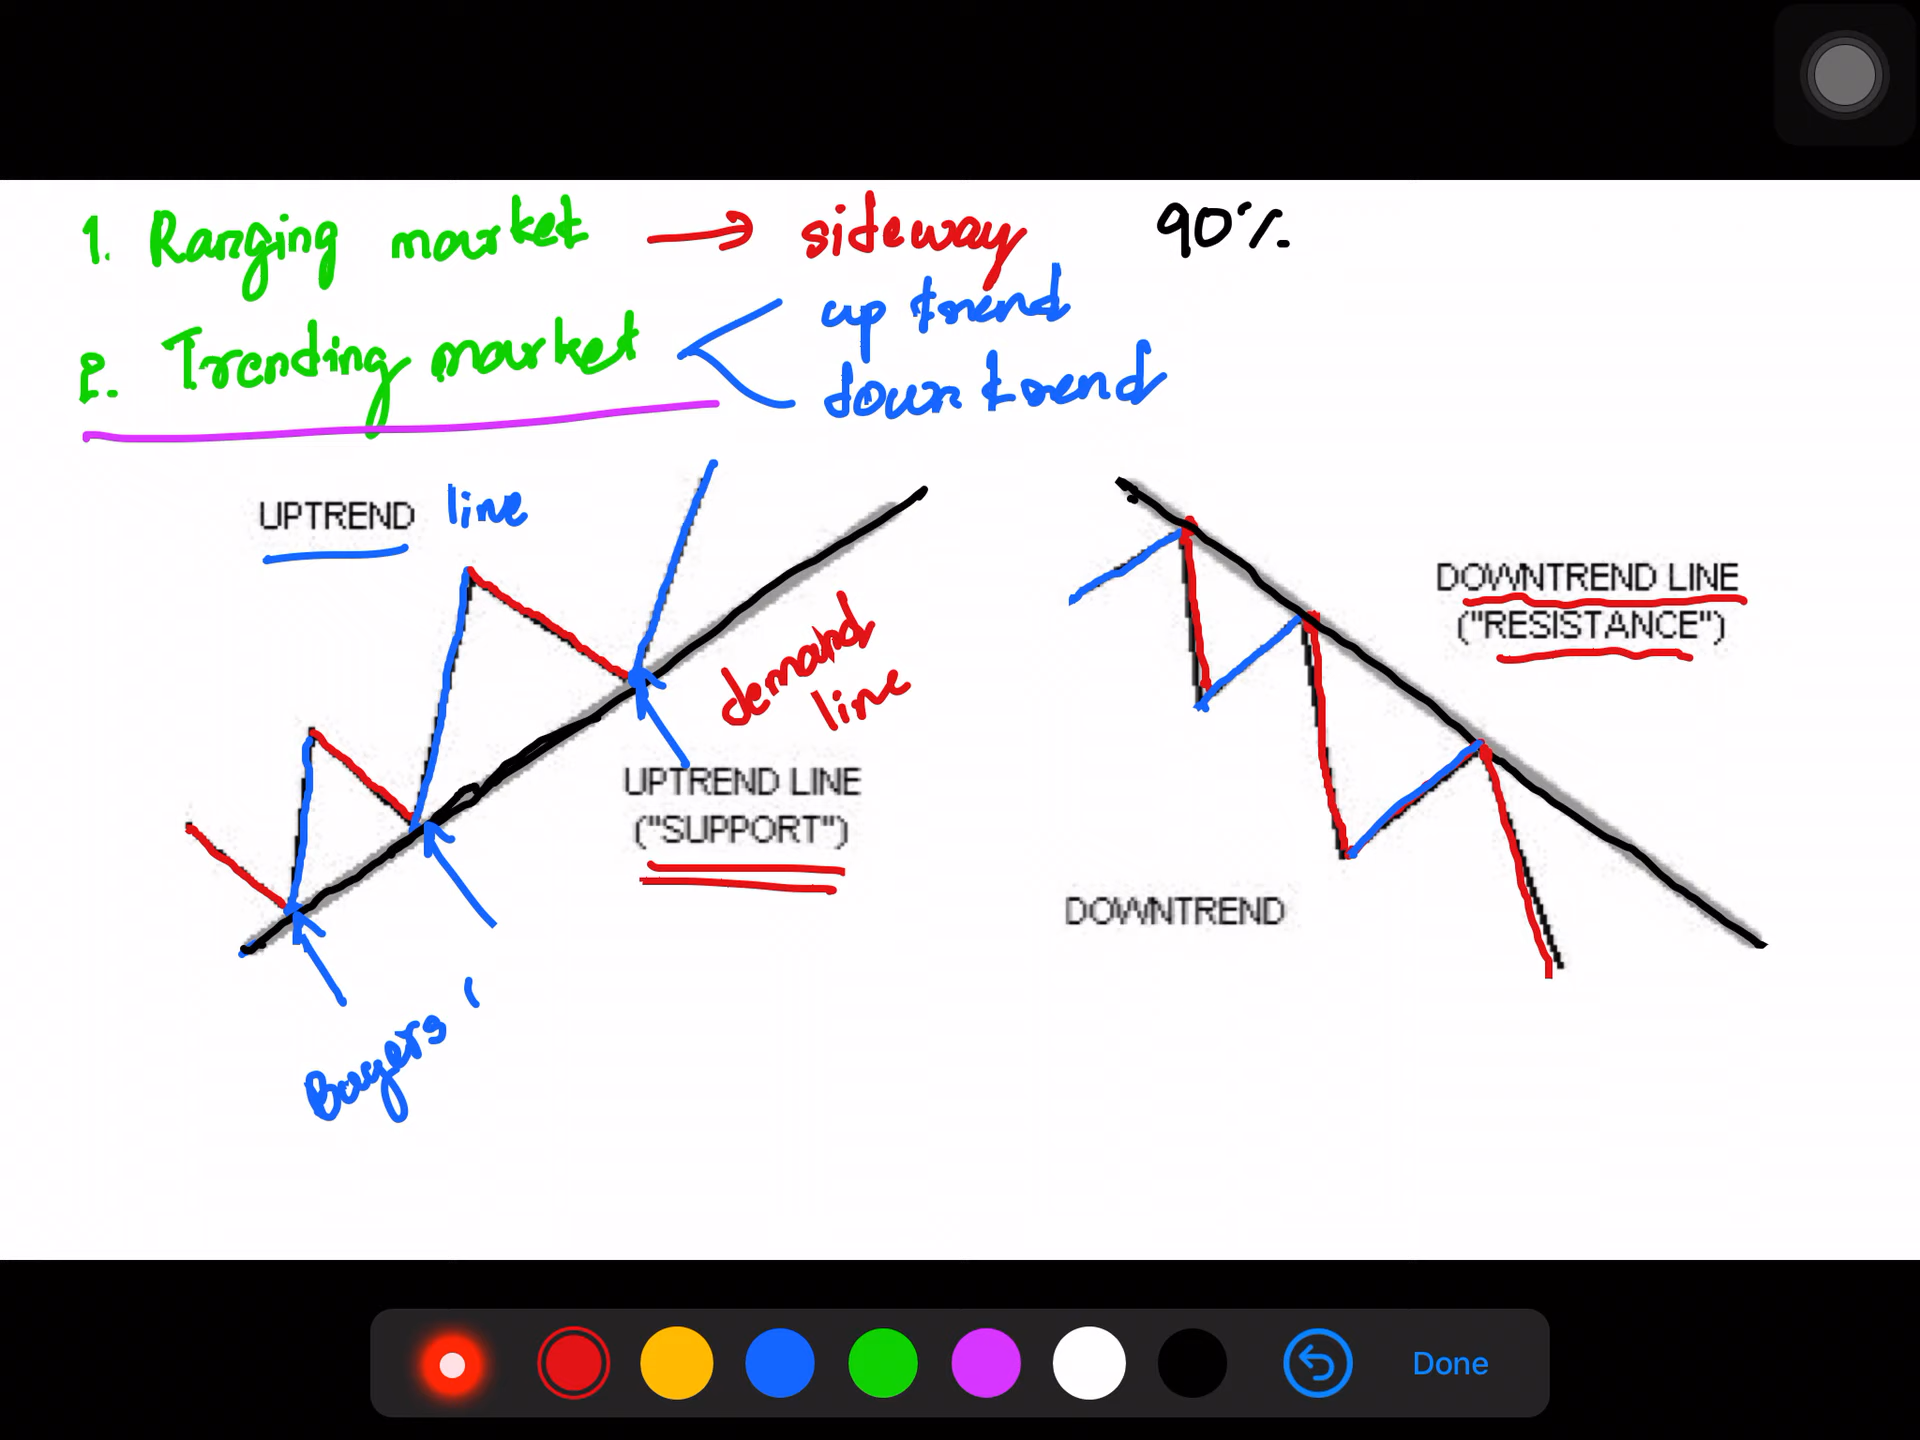 1. Ranging market → sideway 90%
2. Trending market < up trend
down trend
UPTREND line
demand line
UPTREND LINE
("SUPPORT")
Buyers
DOWNTREND LINE
("RESISTANCE")
DOWNTREND
Done